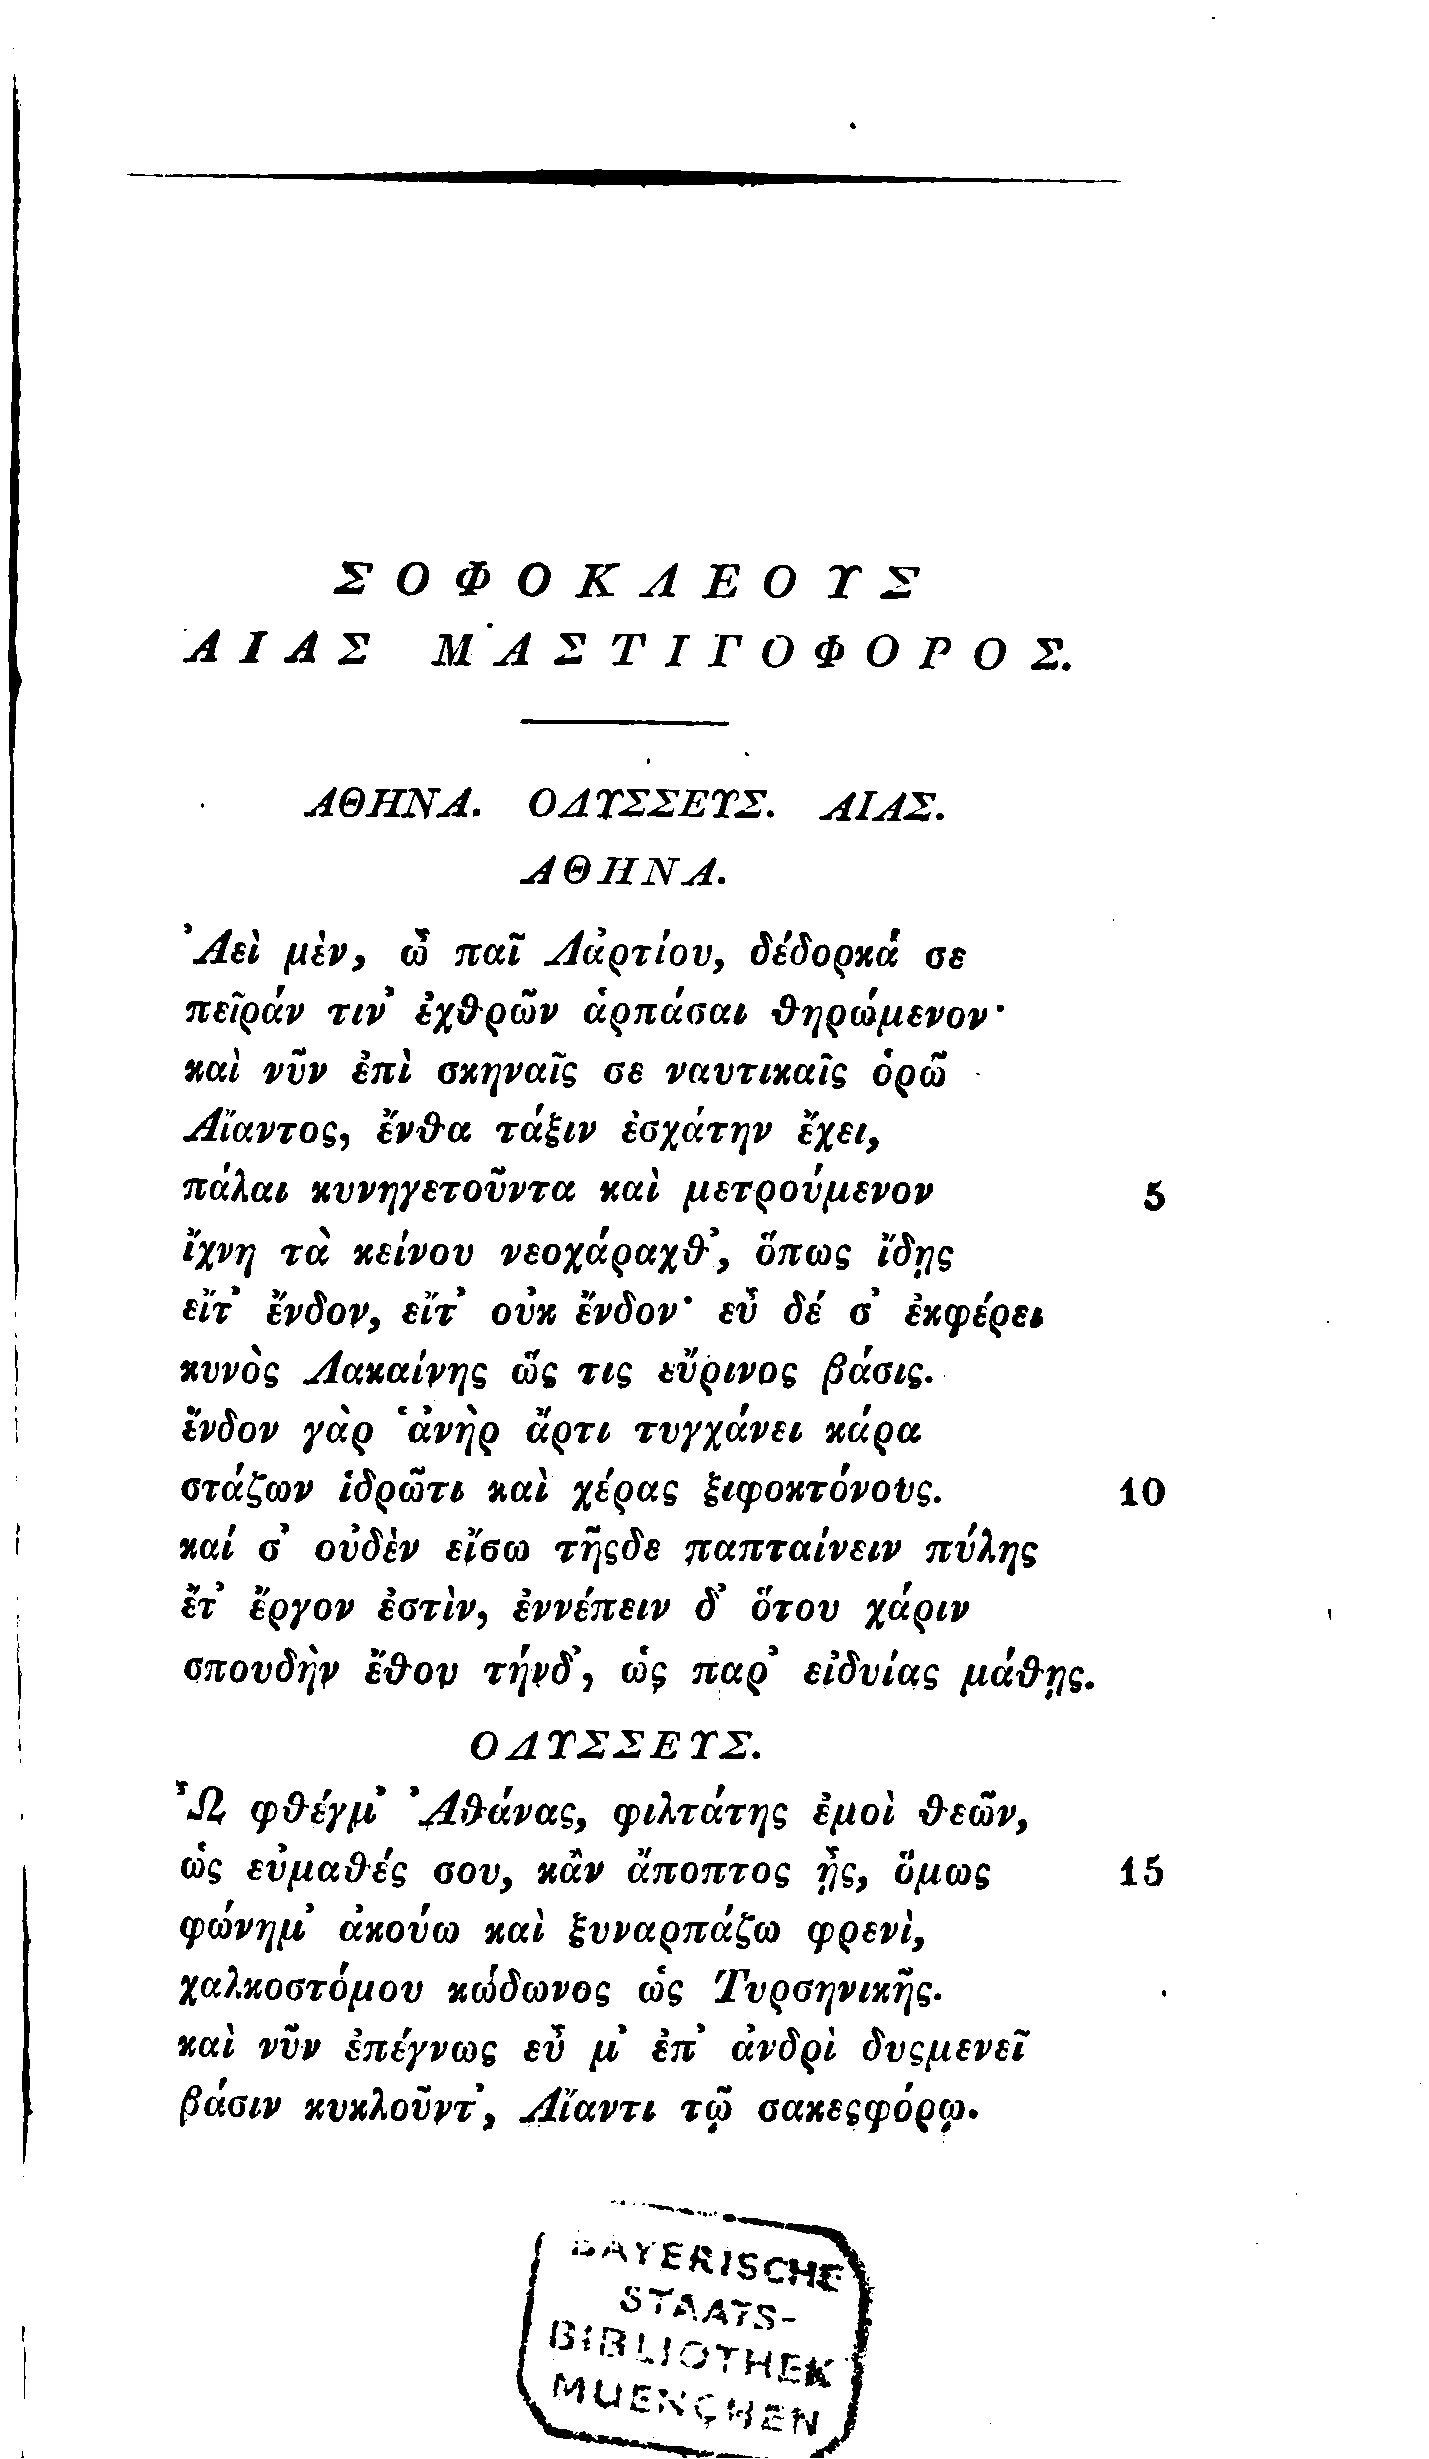 ΣΟΦΟΚΛΕΟΥΣ
ΑΙΑΣ ΜΑΣΤΙΓΟΦΟΡΟΣ.
ΑΘΗΝΑ. ΟΔΥΣΣΕΥΣ. ΑΙΑΣ.
ΑΘΗΝΑ.
Ἀεὶ μὲν, ὦ παῖ Λἀρτίου, δέδορκά σε
πεῖράν τιν’ ἐχϑρῶν ἁρπάσαι ϑηρώμενον·
καὶ νῦν ἐπὶ σκηναῖς σε ναυτικαῖς ὁρῶ
Αἴαντος, ἔνϑα τάξιν ἐσχάτην ἔχει,
πάλαι κυνηγετοῦντα καὶ μετρούμενον 5
ἴχνη τὰ κείνου νεοχάραχϑ’, ὅπως ἴδῃς
εἴτ’ ἔνδον, εἴτ’ οὐκ ἔνδον· εὖ δέ σ’ ἐκφέρει
κυνὸς Λακαίνης ὥς τις εὔρινος βάσις.
ἔνδον γὰρ ἁνὴρ ἄρτι τυγχάνει κάρα
στάζων ἱδρῶτι καὶ χέρας ξιφοκτόνους. 10
καί σ’ οὐδὲν εἴσω τῆςδε παπταίνειν πύλης
ἔτ’ ἔργον ἐστὶν, ἐννέπειν δ’ ὅτου χάριν
σπουδὴν ἔϑου τήνδ’, ὡς παρ’ εἰδυίας μάϑῃς.
ΟΔΥΣΣΕΥΣ.
Ὦ φϑέγμ’ Ἀϑάνας, φιλτάτης ἐμοὶ ϑεῶν,
ὡς εὐμαϑές σου, κἂν ἄποπτος ᾖς, ὅμως 15
φώνημ’ ἀκούω καὶ ξυναρπάζω φρενὶ,
χαλκοστόμου κώδωνος ὡς Τυρσηνικῆς.
καὶ νῦν ἐπέγνως εὖ μ’ ἐπ’ ἀνδρὶ δυςμενεῖ
βάσιν κυκλοῦντ’, Αἴαντι τῷ σακεςφόρῳ.
BAYERISCHE
STAATS-
BIBLIOTHEK
MUENCHEN